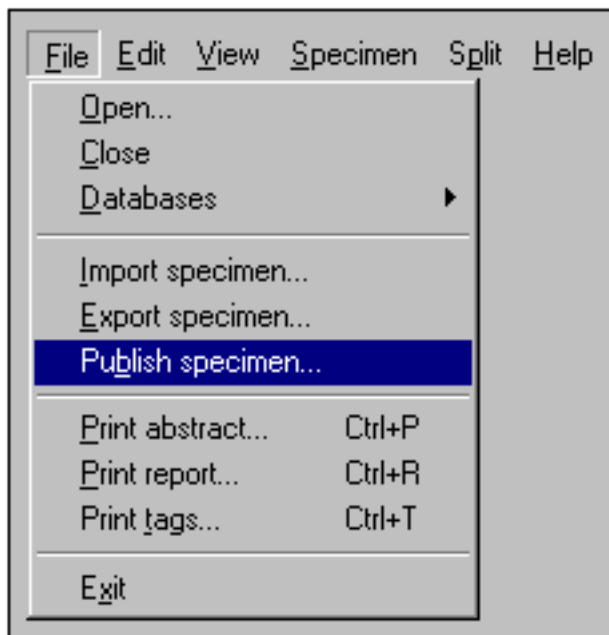 File Edit View Specimen Split Help
Open...
Close
Databases
Import specimen...
Export specimen...
Publish specimen...
Print abstract... Ctrl+P
Print report... Ctrl+R
Print tags... Ctrl+T
Exit